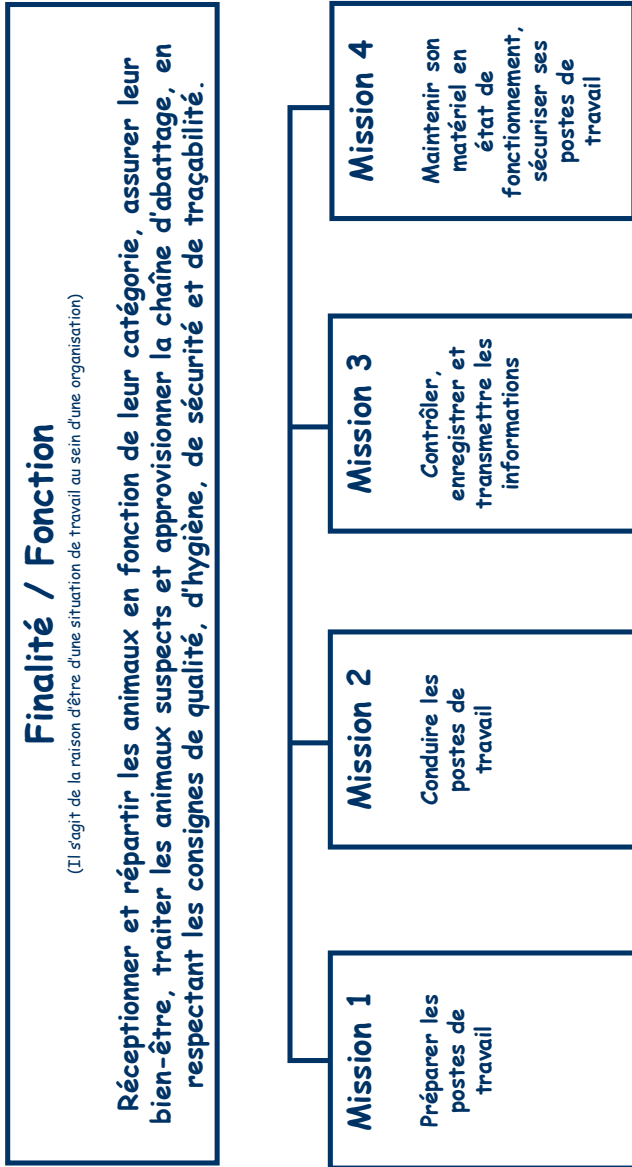 Finalité / Fonction
(Il s'agit de la raison d'être d'une situation de travail au sein d'une organisation)
Réceptionner et répartir les animaux en fonction de leur catégorie, assurer leur
bien-être, traiter les animaux suspects et approvisionner la chaîne d'abattage, en
respectant les consignes de qualité, d'hygiène, de sécurité et de traçabilité.
Mission 1
Préparer les
postes de
travail
Mission 2
Conduire les
postes de
travail
Mission 3
Contrôler,
enregistrer et
transmettre les
informations
Mission 4
Maintenir son
matériel en
état de
fonctionnement,
sécuriser ses
postes de
travail